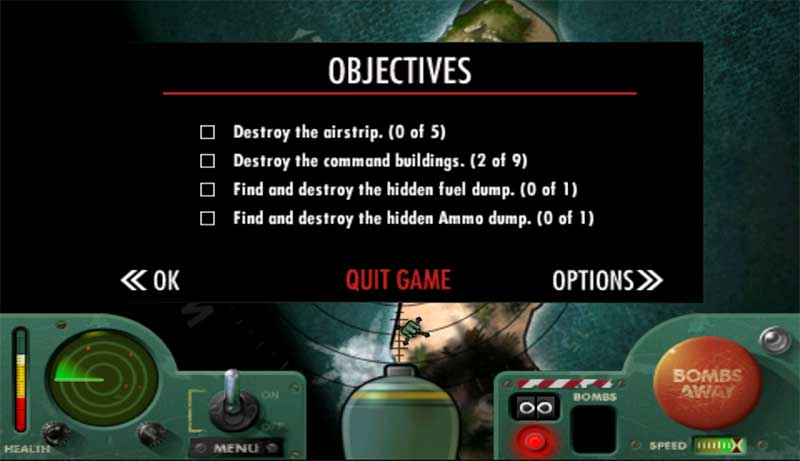 OBJECTIVES
Destroy the airstrip. (0 of 5)
Destroy the command buildings. (2 of 9)
Find and destroy the hidden fuel dump. (0 of 1)
Find and destroy the hidden Ammo dump. (0 of 1)
OK
QUIT GAME
OPTIONS
ON
HEALTH
MENU
00
BOMBS
BOMBS
AWAY
SPEED